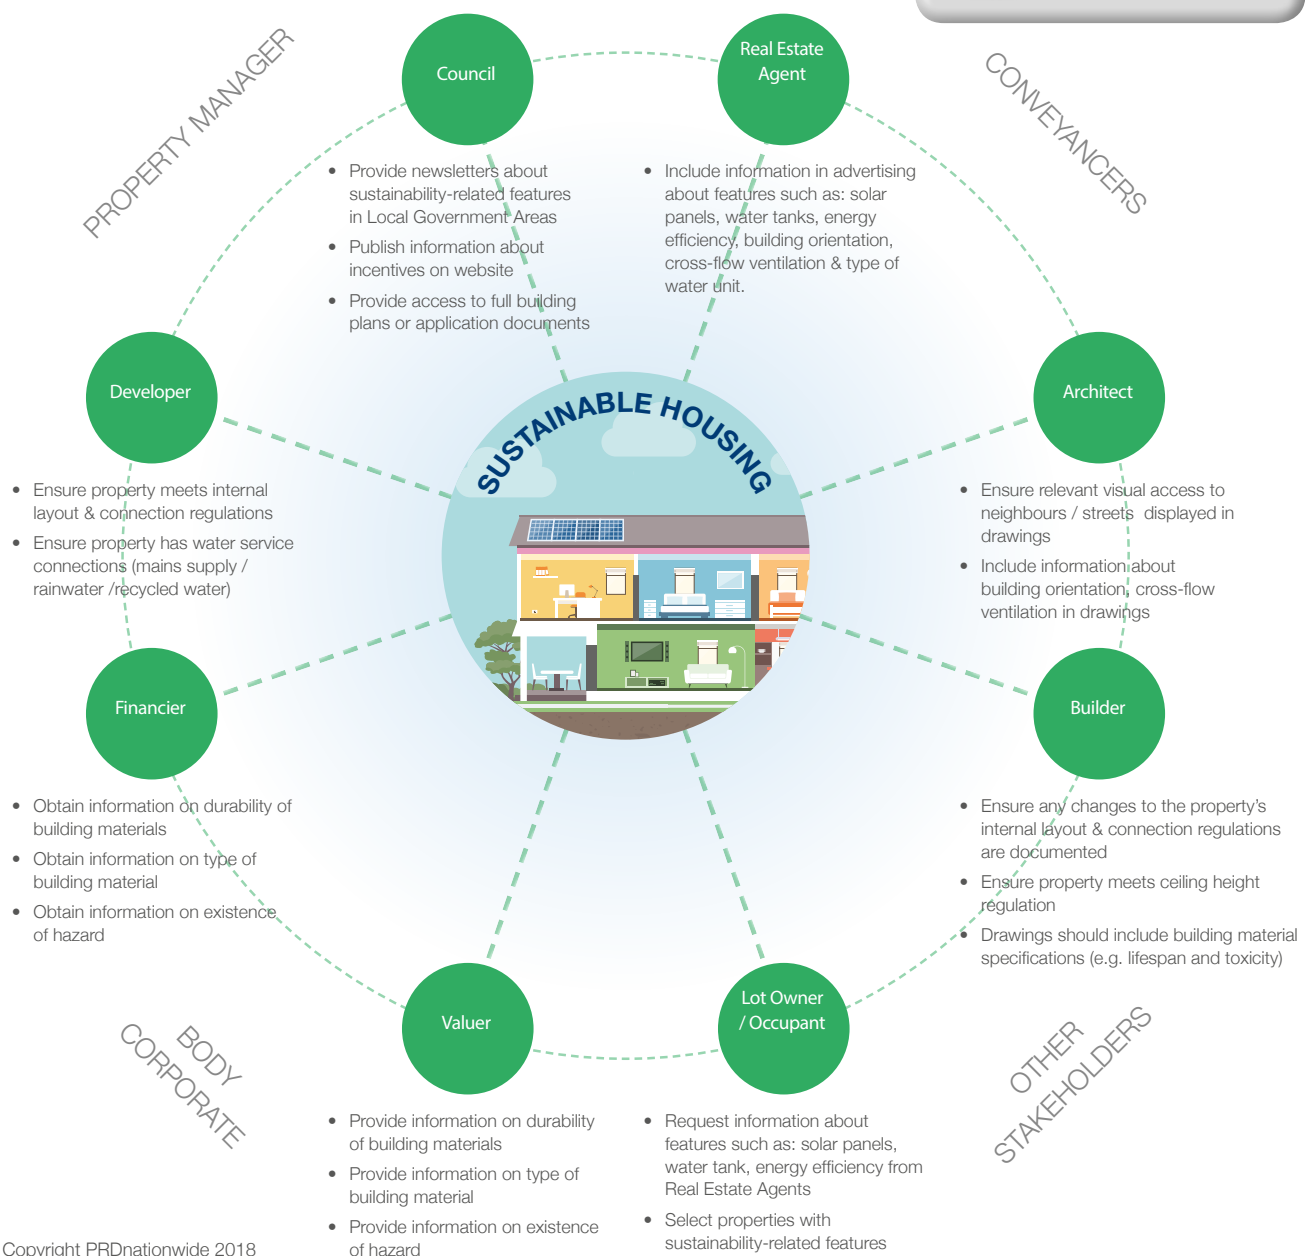 PROPERTY MANAGER
Council
Real Estate
Agent
CONVEYANCERS
• Provide newsletters about
sustainability-related features
in Local Government Areas
• Publish information about
incentives on website
• Provide access to full building
plans or application documents
• Include information in advertising
about features such as: solar
panels, water tanks, energy
efficiency, building orientation,
cross-flow ventilation & type of
water unit.
Developer
• Ensure property meets internal
layout & connection regulations
• Ensure property has water service
connections (mains supply /
rainwater /recycled water)
SUSTAINABLE HOUSING
Architect
• Ensure relevant visual access to
neighbours / streets displayed in
drawings
• Include information about
building orientation, cross-flow
ventilation in drawings
Financier
• Obtain information on durability of
building materials
• Obtain information on type of
building material
• Obtain information on existence
of hazard
Builder
• Ensure any changes to the property's
internal layout & connection regulations
are documented
• Ensure property meets ceiling height
regulation
• Drawings should include building material
specifications (e.g. lifespan and toxicity)
BODY
CORPORATE
Valuer
• Provide information on durability
of building materials
• Provide information on type of
building material
• Provide information on existence
of hazard
Lot Owner
/ Occupant
• Request information about
features such as: solar panels,
water tank, energy efficiency from
Real Estate Agents
• Select properties with
sustainability-related features
OTHER
STAKEHOLDERS
Copyright PRDnationwide 2018